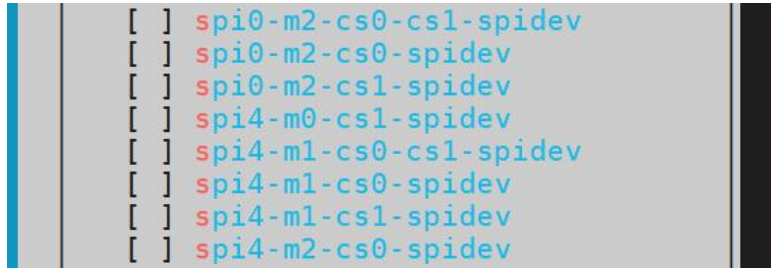 [ ] spi0-m2-cs0-cs1-spidev
[ ] spi0-m2-cs0-spidev
[ ] spi0-m2-cs1-spidev
[ ] spi4-m0-cs1-spidev
[ ] spi4-m1-cs0-cs1-spidev
[ ] spi4-m1-cs0-spidev
[ ] spi4-m1-cs1-spidev
[ ] spi4-m2-cs0-spidev